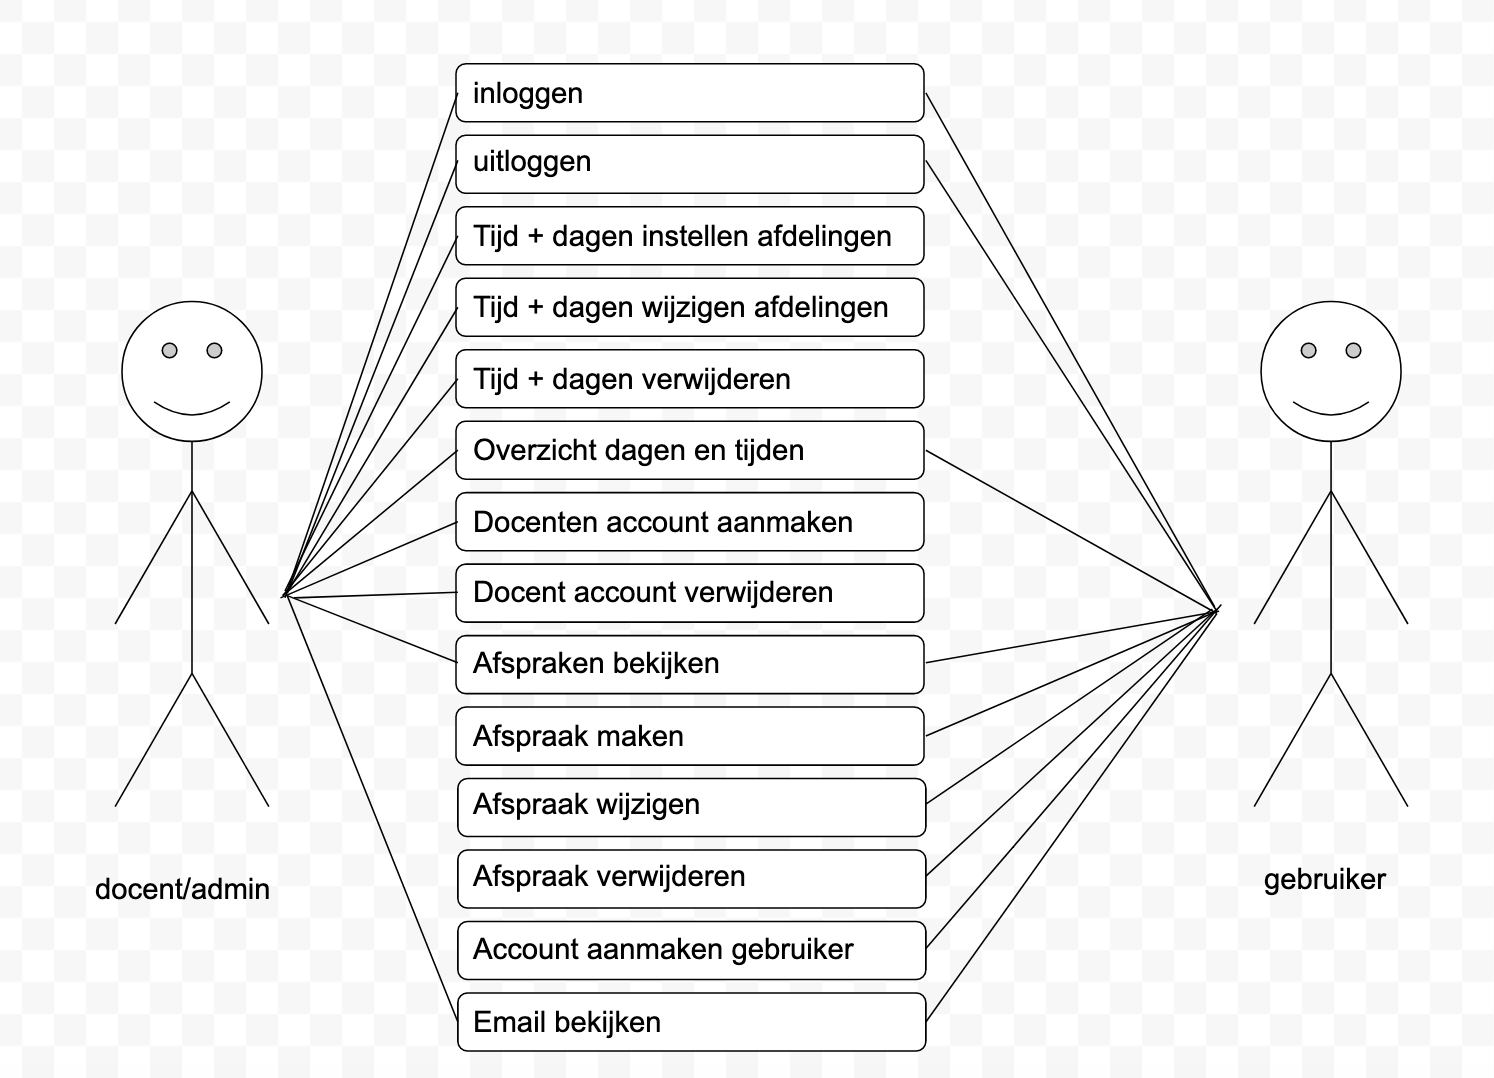 inloggen
uitloggen
Tijd + dagen instellen afdelingen
Tijd + dagen wijzigen afdelingen
Tijd + dagen verwijderen
Overzicht dagen en tijden
Docenten account aanmaken
Docent account verwijderen
Afspraken bekijken
Afspraak maken
Afspraak wijzigen
Afspraak verwijderen
Account aanmaken gebruiker
Email bekijken
docent/admin
gebruiker